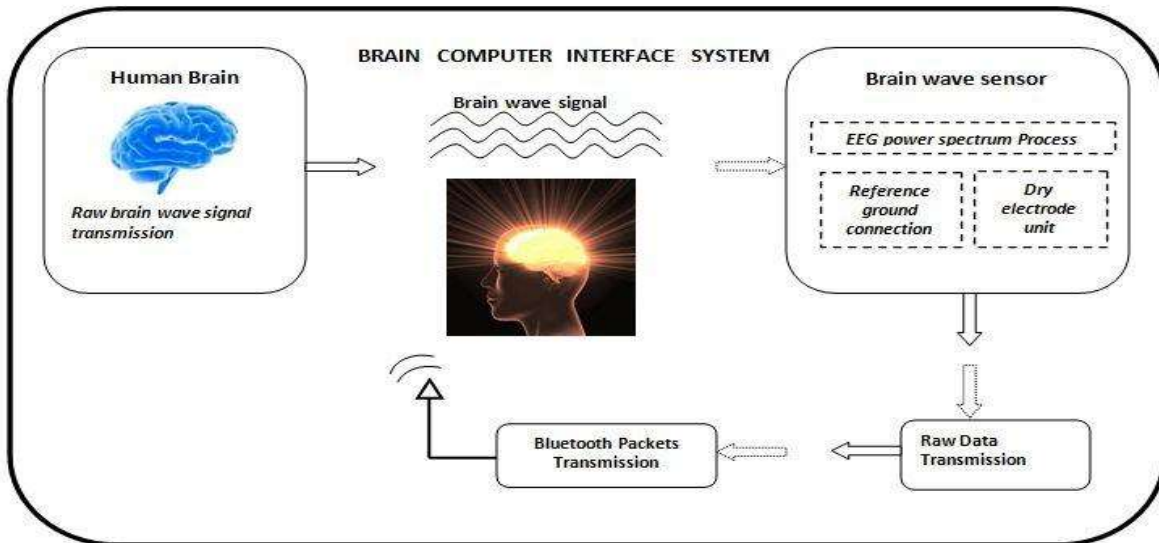 BRAIN COMPUTER INTERFACE SYSTEM
Human Brain
Raw brain wave signal
transmission
Brain wave signal
Brain wave sensor
EEG power spectrum Process
Reference
ground
connection
Dry
electrode
unit
Raw Data
Transmission
Bluetooth Packets
Transmission